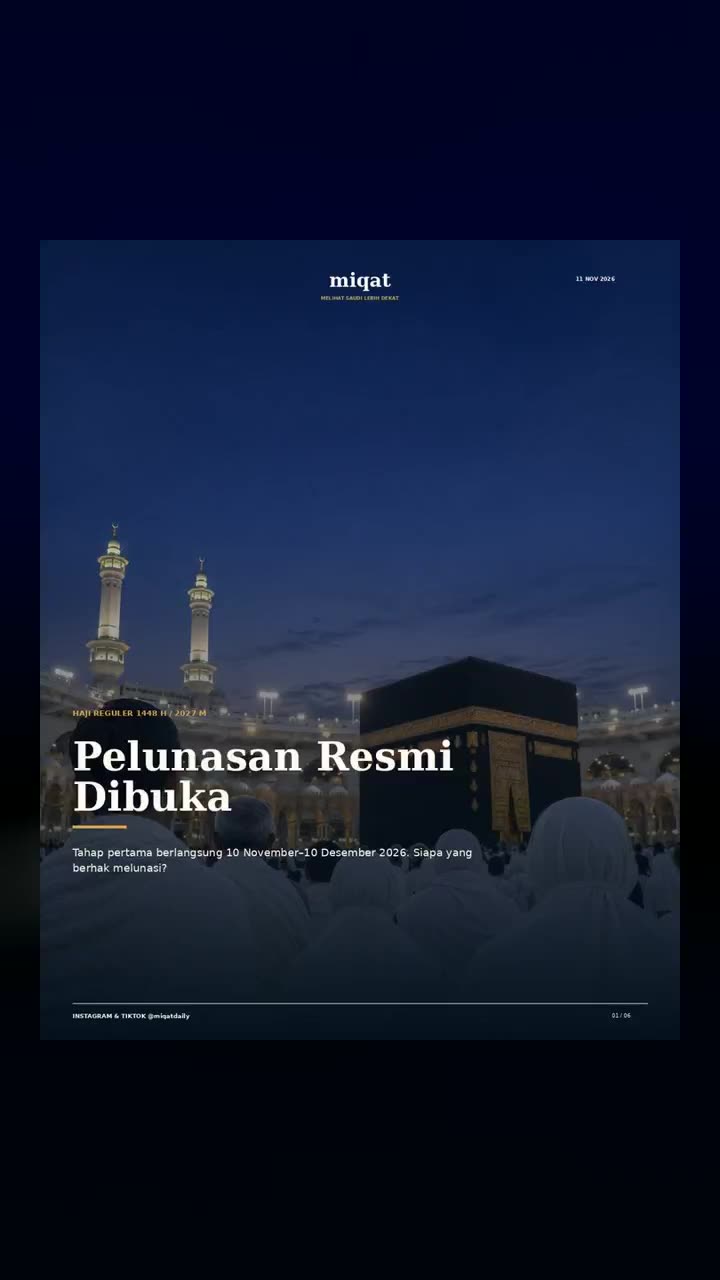 miqat
MELIHAT SAUDI LEBIH DEKAT
11 NOV 2026
HAJI REGULER 1448 H / 2027 M
Pelunasan Resmi
Dibuka
Tahap pertama berlangsung 10 November–10 Desember 2026. Siapa yang
berhak melunasi?
INSTAGRAM & TIKTOK @miqatdaily
01 / 06